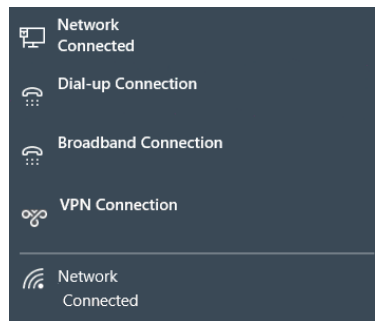 Network
Connected
Dial-up Connection
Broadband Connection
VPN Connection
Network
Connected